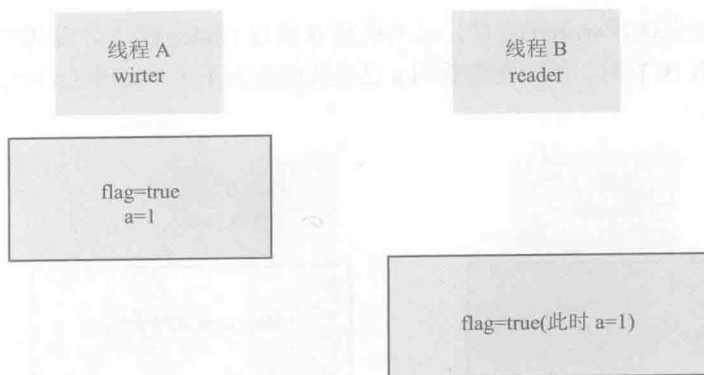 线程 A
wirter
线程 B
reader
flag=true
a=1
flag=true(此时 a=1)